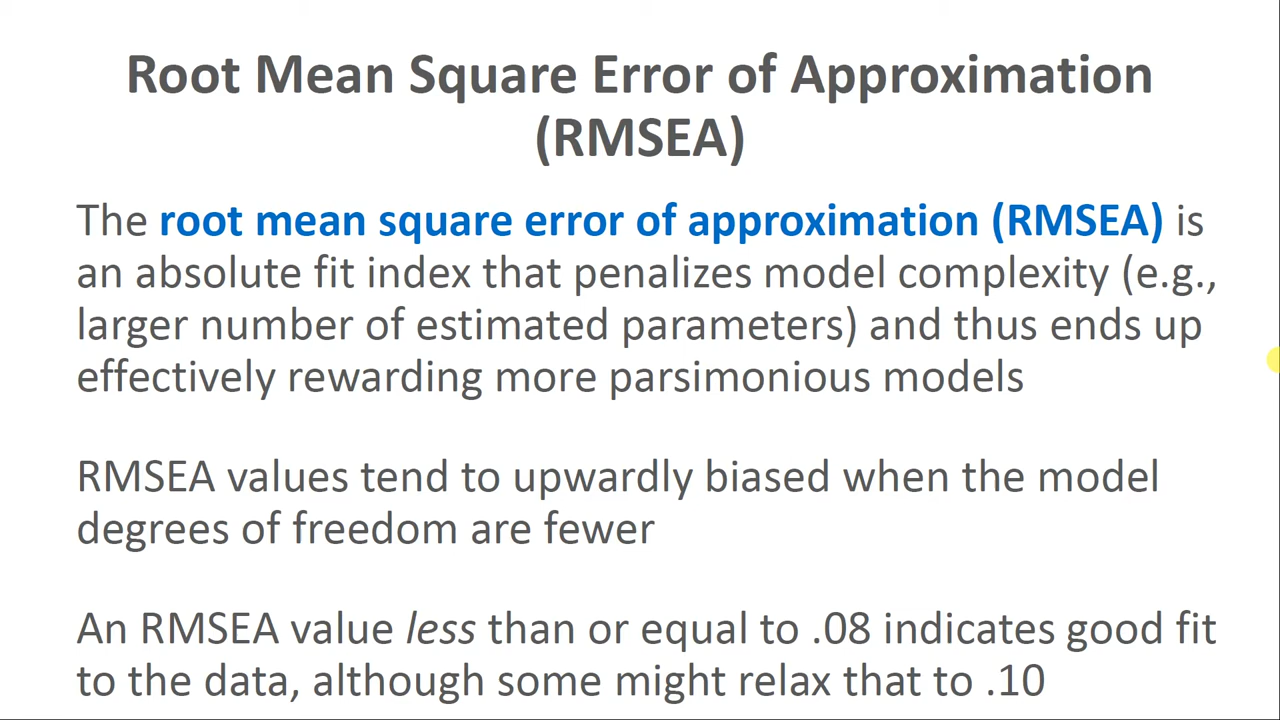 Root Mean Square Error of Approximation
(RMSEA)
The root mean square error of approximation (RMSEA) is
an absolute fit index that penalizes model complexity (e.g.,
larger number of estimated parameters) and thus ends up
effectively rewarding more parsimonious models
RMSEA values tend to upwardly biased when the model
degrees of freedom are fewer
An RMSEA value less than or equal to .08 indicates good fit
to the data, although some might relax that to .10